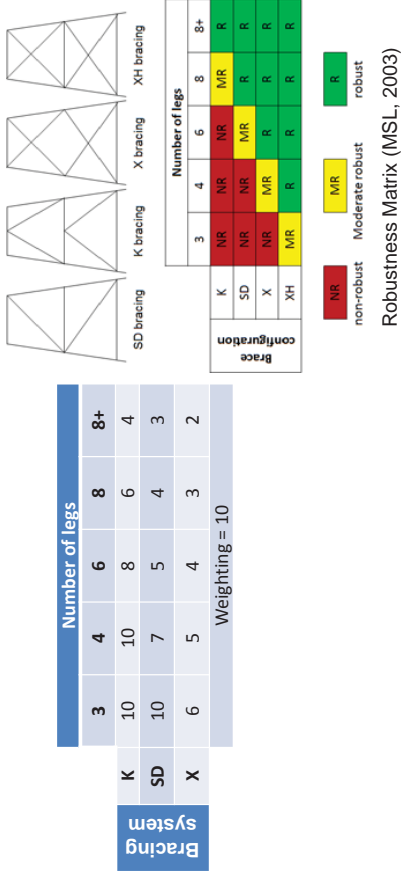 Number of legs
3 4 6 8 8+
Bracing system
K 10 10 8 6 4
SD 10 7 5 4 3
X 6 5 4 3 2
Weighting = 10
SD bracing
K bracing
X bracing
XH bracing
Number of legs
3 4 6 8 8+
Brace configuration
K NR NR NR MR R
SD NR NR MR R R
X NR MR R R R
XH MR R R R R
NR
non-robust
MR
Moderate robust
R
robust
Robustness Matrix (MSL, 2003)